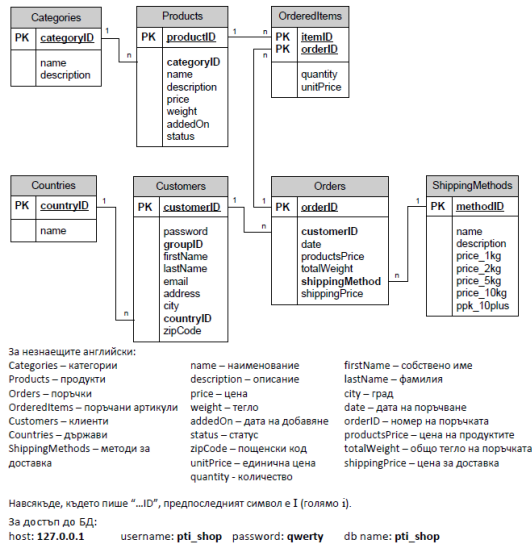 Categories
PK categoryID
name
description
Products
PK productID
categoryID
name
description
price
weight
addedOn
status
OrderedItems
PK itemID
PK orderID
quantity
unitPrice
1
n
1
n
n
1
Countries
PK countryID
name
Customers
PK customerID
password
groupID
firstName
lastName
email
address
city
countryID
zipCode
Orders
PK orderID
customerID
date
productsPrice
totalWeight
shippingMethod
shippingPrice
ShippingMethods
PK methodID
name
description
price_1kg
price_2kg
price_5kg
price_10kg
ppk_10plus
1
n
1
n
1
n
За незнаещите английски:
Categories – категории
Products – продукти
Orders – поръчки
OrderedItems – поръчани артикули
Customers – клиенти
Countries – държави
ShippingMethods – методи за
доставка
name – наименование
description – описание
price – цена
weight – тегло
addedOn – дата на добавяне
status – статус
zipCode – пощенски код
unitPrice – единична цена
quantity - количество
firstName – собствено име
lastName – фамилия
city – град
date – дата на поръчване
orderID – номер на поръчката
productsPrice – цена на продуктите
totalWeight – общо тегло на поръчката
shippingPrice – цена за доставка
Навсякъде, където пише “...ID”, предпоследният символ е I (голямо i).
За достъп до БД:
host: 127.0.0.1 username: pti_shop password: qwerty db name: pti_shop